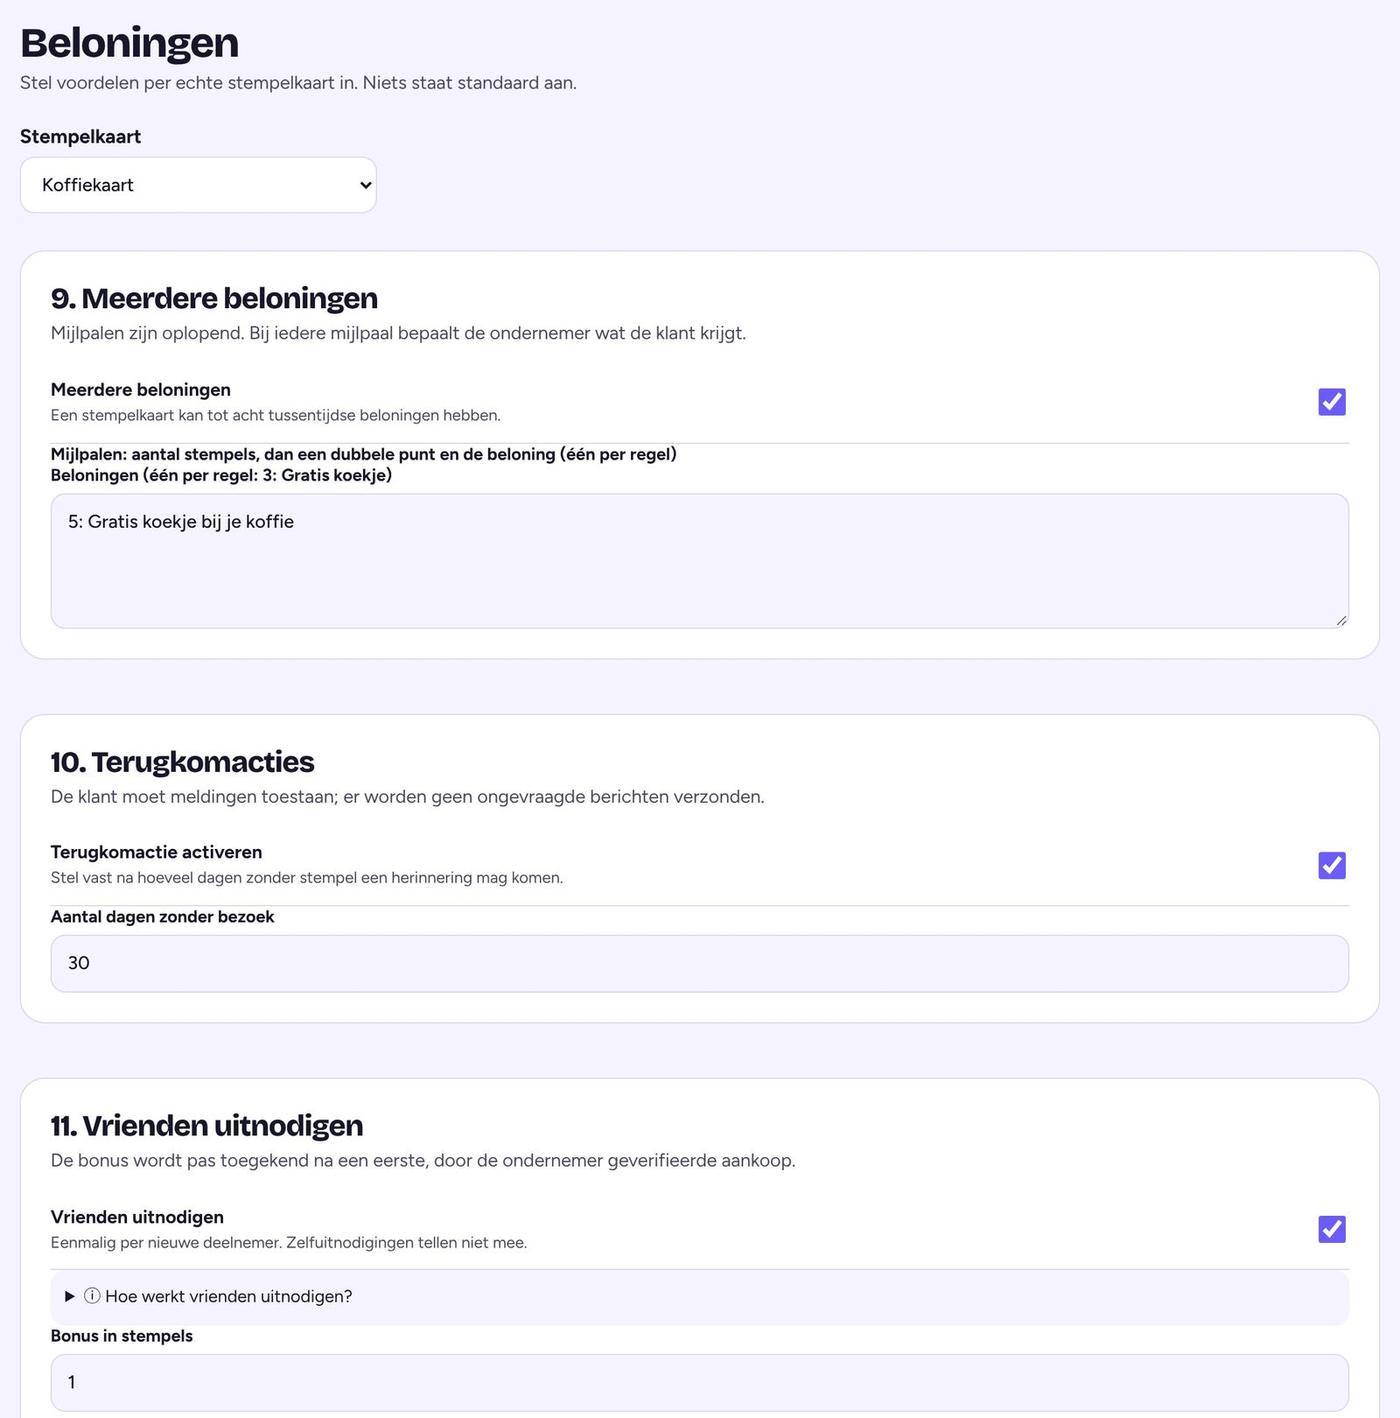 Beloningen
Stel voordelen per echte stempelkaart in. Niets staat standaard aan.
Stempelkaart
Koffiekaart
9. Meerdere beloningen
Mijlpalen zijn oplopend. Bij iedere mijlpaal bepaalt de ondernemer wat de klant krijgt.
Meerdere beloningen
Een stempelkaart kan tot acht tussentijdse beloningen hebben.
Mijlpalen: aantal stempels, dan een dubbele punt en de beloning (één per regel)
Beloningen (één per regel: 3: Gratis koekje)
5: Gratis koekje bij je koffie
10. Terugkomacties
De klant moet meldingen toestaan; er worden geen ongevraagde berichten verzonden.
Terugkomactie activeren
Stel vast na hoeveel dagen zonder stempel een herinnering mag komen.
Aantal dagen zonder bezoek
30
11. Vrienden uitnodigen
De bonus wordt pas toegekend na een eerste, door de ondernemer geverifieerde aankoop.
Vrienden uitnodigen
Eenmalig per nieuwe deelnemer. Zelfuitnodigingen tellen niet mee.
▶ ⓘ Hoe werkt vrienden uitnodigen?
Bonus in stempels
1